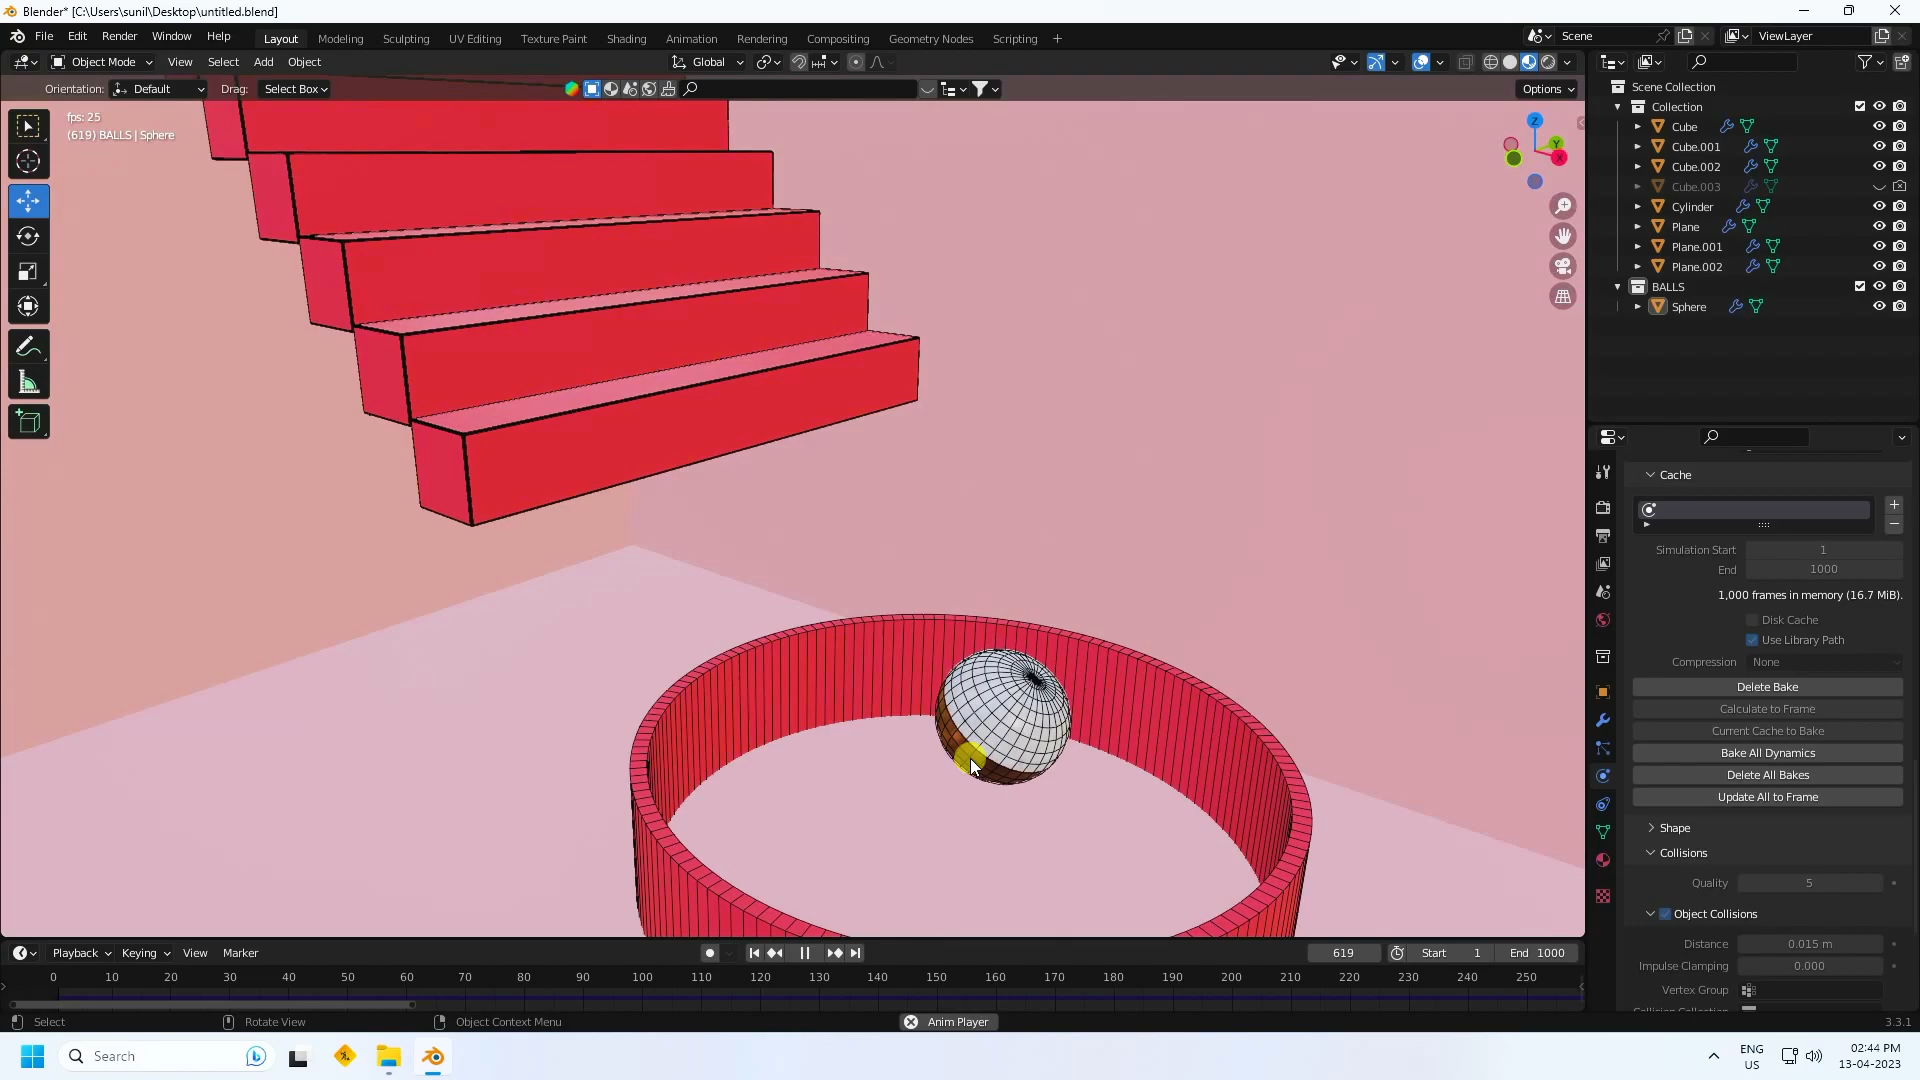 Blender* [C:\Users\sunil\Desktop\untitled.blend]
File Edit Render Window Help Layout Modeling Sculpting UV Editing Texture Paint Shading Animation Rendering Compositing Geometry Nodes Scripting + Scene ViewLayer
Object Mode View Select Add Object Global
Orientation: Default Drag: Select Box Options
fps: 25
(619) BALLS | Sphere
Z
Y
X
Scene Collection
Collection
Cube
Cube.001
Cube.002
Cube.003
Cylinder
Plane
Plane.001
Plane.002
BALLS
Sphere
Cache
Simulation Start 1
End 1000
1,000 frames in memory (16.7 MiB).
Disk Cache
Use Library Path
Compression None
Delete Bake
Calculate to Frame
Current Cache to Bake
Bake All Dynamics
Delete All Bakes
Update All to Frame
Shape
Collisions
Quality 5
Object Collisions
Distance 0.015 m
Impulse Clamping 0.000
Vertex Group
Collision Collection
Playback Keying View Marker 619 Start 1 End 1000
0 10 20 30 40 50 60 70 80 90 100 110 120 130 140 150 160 170 180 190 200 210 220 230 240 250
Select Rotate View Object Context Menu Anim Player 3.3.1
Search ENG US 02:44 PM 13-04-2023